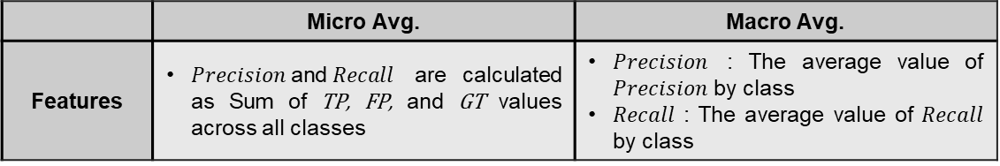 Micro Avg.
Macro Avg.
Features
• Precision and Recall are calculated
as Sum of TP, FP, and GT values
across all classes
• Precision : The average value of
Precision by class
• Recall : The average value of Recall
by class